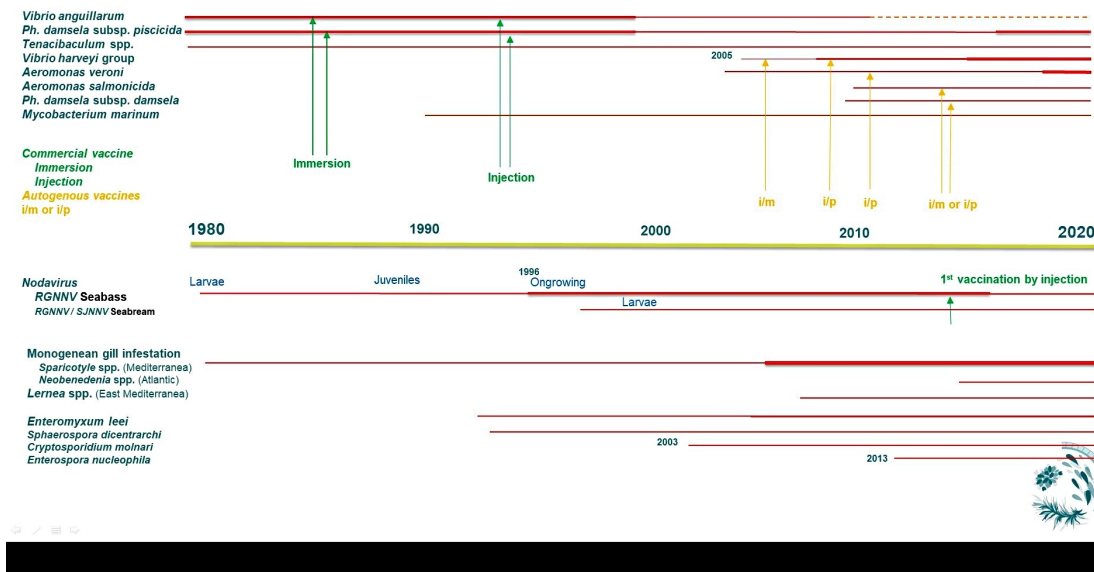 Vibrio anguillarum
Ph. damsela subsp. piscicida
Tenacibaculum spp.
Vibrio harveyi group
2005
Aeromonas veroni
Aeromonas salmonicida
Ph. damsela subsp. damsela
Mycobacterium marinum
Commercial vaccine
Immersion
Injection
Autogenous vaccines
i/m or i/p
Immersion
Injection
i/m
i/p
i/p
i/m or i/p
1980
1990
2000
2010
2020
Nodavirus
Larvae
Juveniles
1996
Ongrowing
1st vaccination by injection
RGNNV Seabass
Larvae
RGNNV / SJNNV Seabream
Monogenean gill infestation
Sparicotyle spp. (Mediterranea)
Neobenedenia spp. (Atlantic)
Lernea spp. (East Mediterranea)
Enteromyxum leei
Sphaerospora dicentrarchi
Cryptosporidium molnari
2003
Enterospora nucleophila
2013